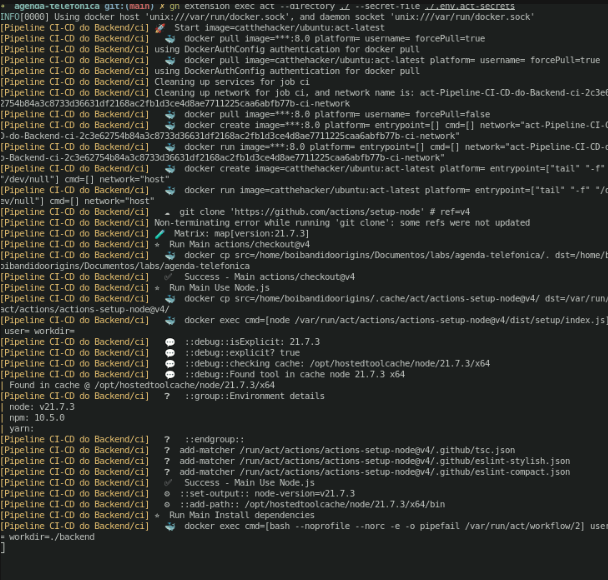 ➜  agenda-telefonica git:(main) ✗ gh extension exec act --directory ./ --secret-file ./.env.act-secrets
INFO[0000] Using docker host 'unix:///var/run/docker.sock', and daemon socket 'unix:///var/run/docker.sock'
[Pipeline CI-CD do Backend/ci] 🚀  Start image=catthehacker/ubuntu:act-latest
[Pipeline CI-CD do Backend/ci]   🐳  docker pull image=***:8.0 platform= username= forcePull=true
[Pipeline CI-CD do Backend/ci] using DockerAuthConfig authentication for docker pull
[Pipeline CI-CD do Backend/ci]   🐳  docker pull image=catthehacker/ubuntu:act-latest platform= username= forcePull=true
[Pipeline CI-CD do Backend/ci] using DockerAuthConfig authentication for docker pull
[Pipeline CI-CD do Backend/ci] Cleaning up services for job ci
[Pipeline CI-CD do Backend/ci] Cleaning up network for job ci, and network name is: act-Pipeline-CI-CD-do-Backend-ci-2c3e6
2754b84a3c8733d36631df2168ac2fb1d3ce4d8ae7711225caa6abfb77b-ci-network
[Pipeline CI-CD do Backend/ci]   🐳  docker pull image=***:8.0 platform= username= forcePull=false
[Pipeline CI-CD do Backend/ci]   🐳  docker create image=***:8.0 platform= entrypoint=[] cmd=[] network="act-Pipeline-CI-C
D-do-Backend-ci-2c3e62754b84a3c8733d36631df2168ac2fb1d3ce4d8ae7711225caa6abfb77b-ci-network"
[Pipeline CI-CD do Backend/ci]   🐳  docker run image=***:8.0 platform= entrypoint=[] cmd=[] network="act-Pipeline-CI-CD-d
o-Backend-ci-2c3e62754b84a3c8733d36631df2168ac2fb1d3ce4d8ae7711225caa6abfb77b-ci-network"
[Pipeline CI-CD do Backend/ci]   🐳  docker create image=catthehacker/ubuntu:act-latest platform= entrypoint=["tail" "-f"
"/dev/null"] cmd=[] network="host"
[Pipeline CI-CD do Backend/ci]   🐳  docker run image=catthehacker/ubuntu:act-latest platform= entrypoint=["tail" "-f" "/d
ev/null"] cmd=[] network="host"
[Pipeline CI-CD do Backend/ci]   ☁  git clone 'https://github.com/actions/setup-node' # ref=v4
[Pipeline CI-CD do Backend/ci] Non-terminating error while running 'git clone': some refs were not updated
[Pipeline CI-CD do Backend/ci] 🧪  Matrix: map[version:21.7.3]
[Pipeline CI-CD do Backend/ci] ⭐ Run Main actions/checkout@v4
[Pipeline CI-CD do Backend/ci]   🐳  docker cp src=/home/boibandidoorigins/Documents/labs/agenda-telefonica/. dst=/home/b
oibandidoorigins/Documents/labs/agenda-telefonica
[Pipeline CI-CD do Backend/ci]   ✅  Success - Main actions/checkout@v4
[Pipeline CI-CD do Backend/ci] ⭐ Run Main Use Node.js
[Pipeline CI-CD do Backend/ci]   🐳  docker cp src=/home/boibandidoorigins/.cache/act/actions-setup-node@v4/ dst=/var/run/
act/actions/actions-setup-node@v4/
[Pipeline CI-CD do Backend/ci]   🐳  docker exec cmd=[node /var/run/act/actions/actions-setup-node@v4/dist/setup/index.js]
 user= workdir=
[Pipeline CI-CD do Backend/ci]   💬  ::debug::isExplicit: 21.7.3
[Pipeline CI-CD do Backend/ci]   💬  ::debug::explicit? true
[Pipeline CI-CD do Backend/ci]   💬  ::debug::checking cache: /opt/hostedtoolcache/node/21.7.3/x64
[Pipeline CI-CD do Backend/ci]   💬  ::debug::Found tool in cache node 21.7.3 x64
| Found in cache @ /opt/hostedtoolcache/node/21.7.3/x64
[Pipeline CI-CD do Backend/ci]   ❓  ::group::Environment details
| node: v21.7.3
| npm: 10.5.0
| yarn:
[Pipeline CI-CD do Backend/ci]   ❓  ::endgroup::
[Pipeline CI-CD do Backend/ci]   ❓  add-matcher /run/act/actions/actions-setup-node@v4/.github/tsc.json
[Pipeline CI-CD do Backend/ci]   ❓  add-matcher /run/act/actions/actions-setup-node@v4/.github/eslint-stylish.json
[Pipeline CI-CD do Backend/ci]   ❓  add-matcher /run/act/actions/actions-setup-node@v4/.github/eslint-compact.json
[Pipeline CI-CD do Backend/ci]   ✅  Success - Main Use Node.js
[Pipeline CI-CD do Backend/ci]   ⚙  ::set-output:: node-version=v21.7.3
[Pipeline CI-CD do Backend/ci]   ⚙  ::add-path:: /opt/hostedtoolcache/node/21.7.3/x64/bin
[Pipeline CI-CD do Backend/ci] ⭐ Run Main Install dependencies
[Pipeline CI-CD do Backend/ci]   🐳  docker exec cmd=[bash --noprofile --norc -e -o pipefail /var/run/act/workflow/2] user
= workdir=./backend